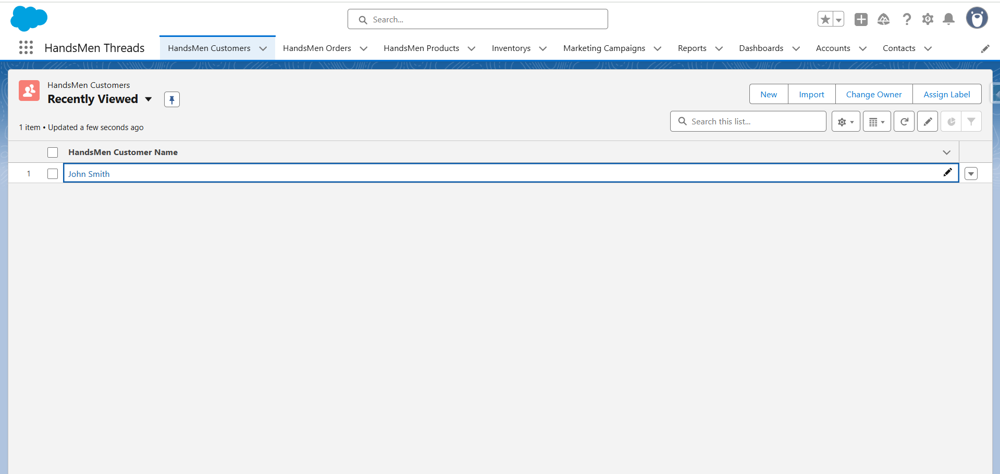 Search...
HandsMen Threads HandsMen Customers HandsMen Orders HandsMen Products Inventorys Marketing Campaigns Reports Dashboards Accounts Contacts
HandsMen Customers
Recently Viewed
New Import Change Owner Assign Label
1 item • Updated a few seconds ago
Search this list...
HandsMen Customer Name
1 John Smith